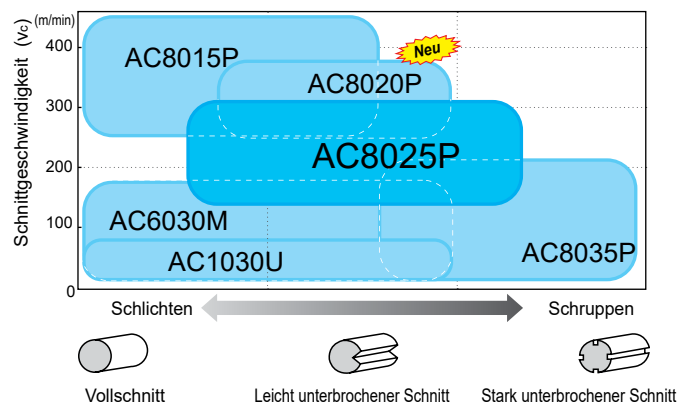 Schnittgeschwindigkeit (vc) (m/min)
400
300
200
100
0
AC8015P
Neu
AC8020P
AC8025P
AC6030M
AC1030U
AC8035P
Schlichten
Schruppen
Vollschnitt
Leicht unterbrochener Schnitt
Stark unterbrochener Schnitt